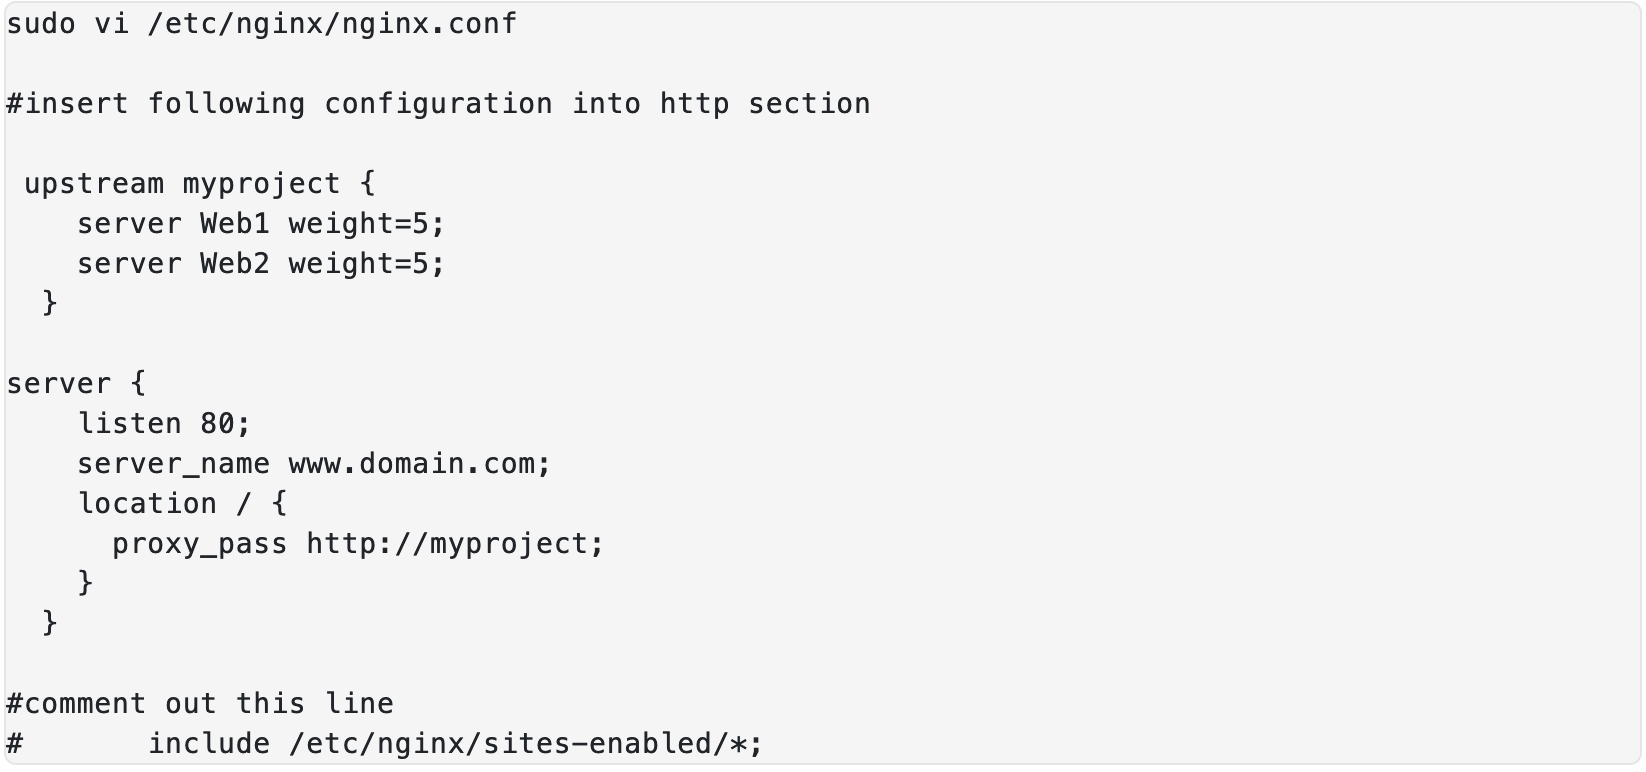 sudo vi /etc/nginx/nginx.conf
#insert following configuration into http section
upstream myproject {
server Web1 weight=5;
server Web2 weight=5;
}
server {
listen 80;
server_name www.domain.com;
location / {
proxy_pass http://myproject;
}
}
#comment out this line
#       include /etc/nginx/sites-enabled/*;